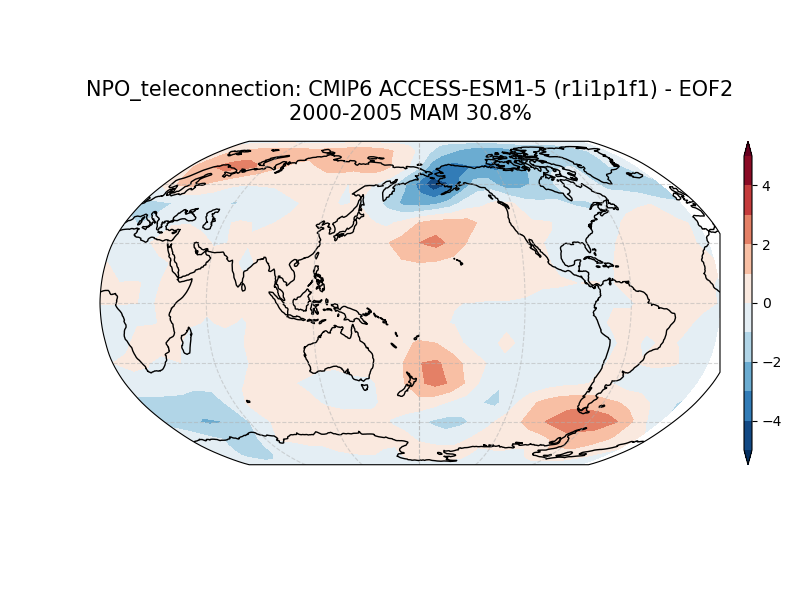 NPO_teleconnection: CMIP6 ACCESS-ESM1-5 (r1i1p1f1) - EOF2
2000-2005 MAM 30.8%
4
2
0
−2
−4